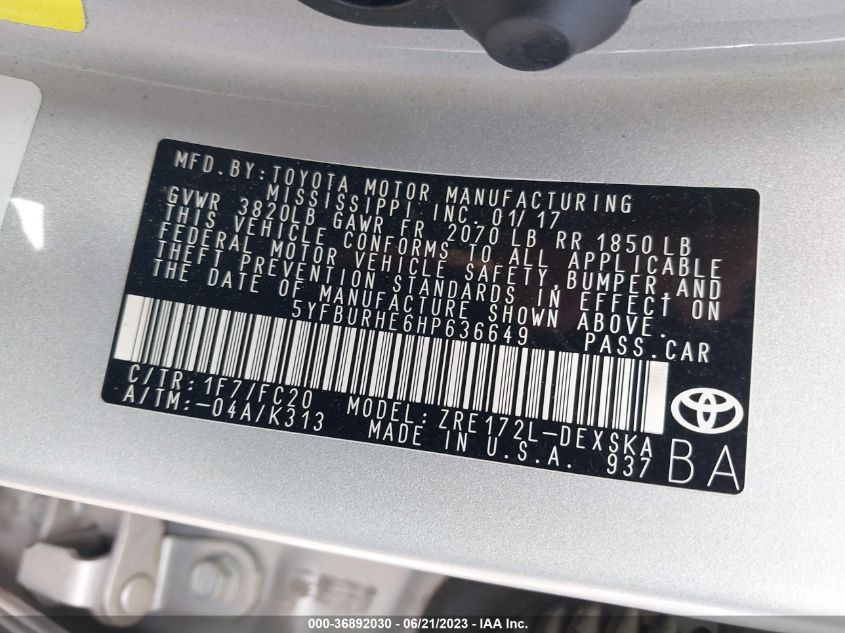 MFD.BY:TOYOTA MOTOR MANUFACTURING
MISSISSIPPI INC. 01/17
GVWR 3820LB GAWR FR 2070 LB RR 1850 LB
THIS VEHICLE CONFORMS TO ALL APPLICABLE
FEDERAL MOTOR VEHICLE SAFETY,BUMPER,AND
THEFT PREVENTION STANDARDS IN EFFECT ON
THE DATE OF MANUFACTURE SHOWN ABOVE.
5YFBURHE6HP636649 PASS.CAR
C/TR:1F7/FC20 MODEL:ZRE172L-DEXSKA
A/TM:-04A/K313 MADE IN U.S.A. 937
BA
000-36892030 - 06/21/2023 - IAA Inc.